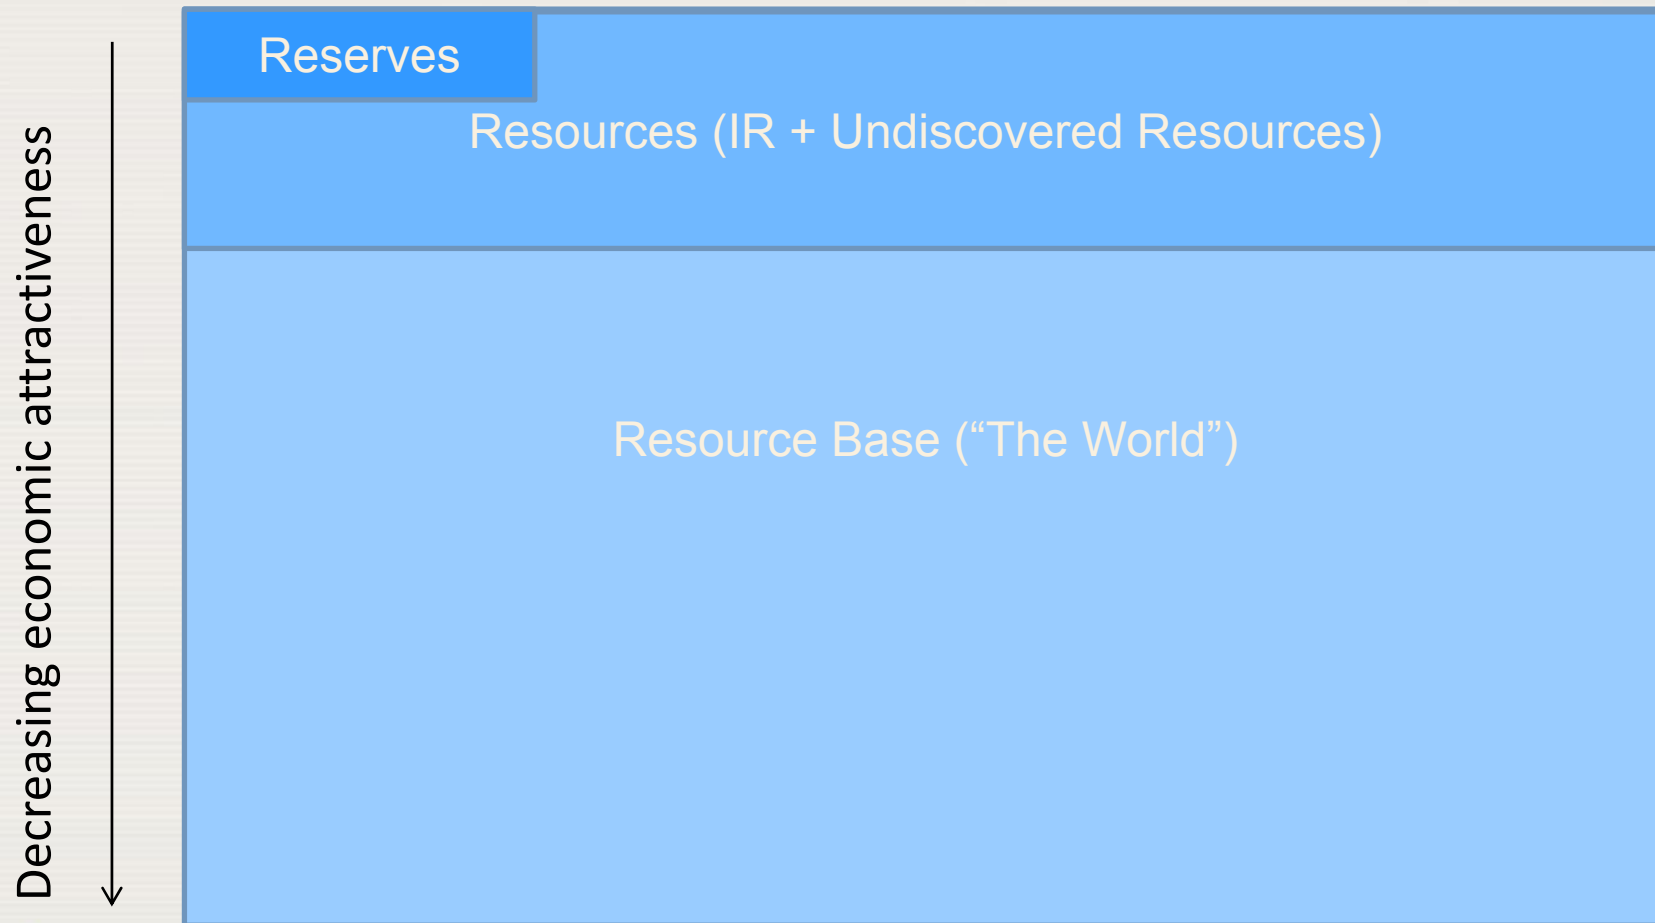 Decreasing economic attractiveness
Reserves
Resources (IR + Undiscovered Resources)
Resource Base (“The World”)